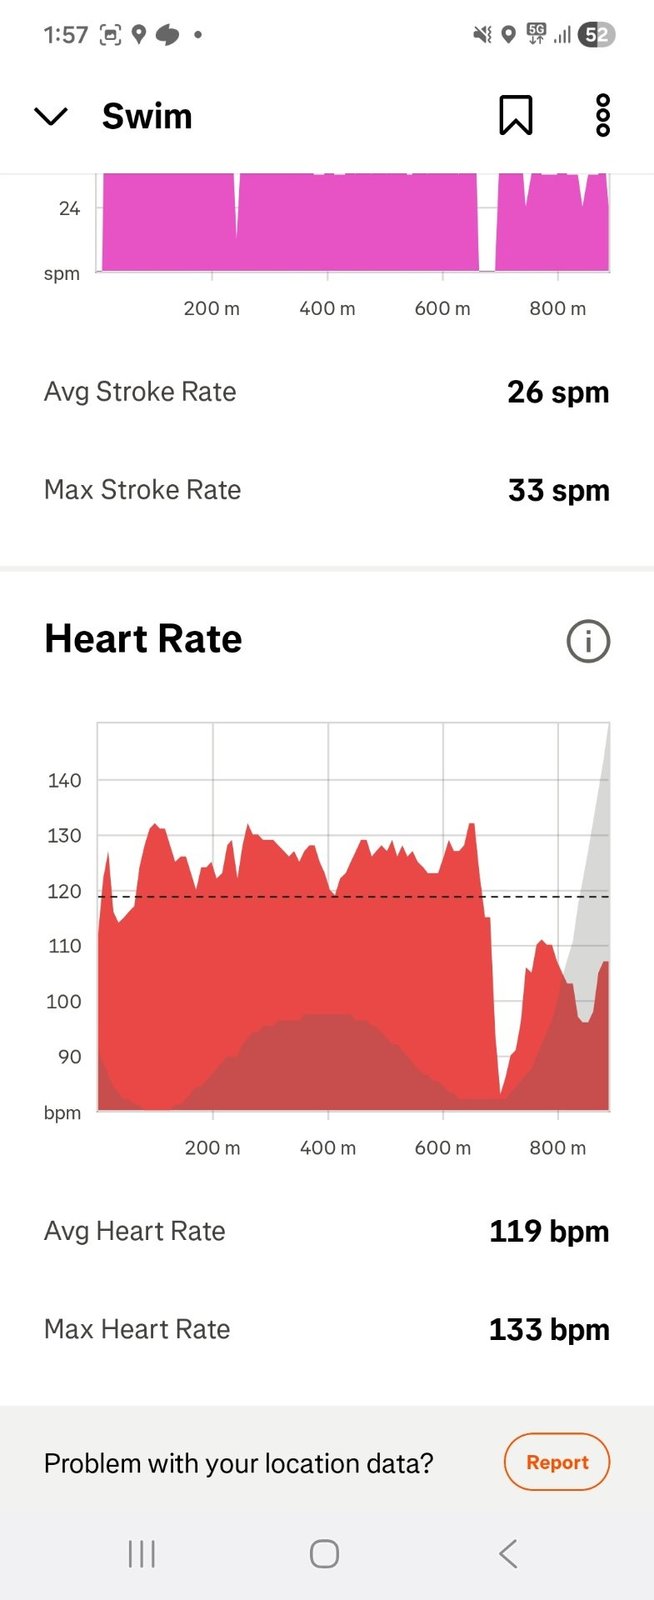 1:57
5G
52
Swim
24
spm
200 m 400 m 600 m 800 m
Avg Stroke Rate 26 spm
Max Stroke Rate 33 spm
Heart Rate
140
130
120
110
100
90
bpm
200 m 400 m 600 m 800 m
Avg Heart Rate 119 bpm
Max Heart Rate 133 bpm
Problem with your location data? Report